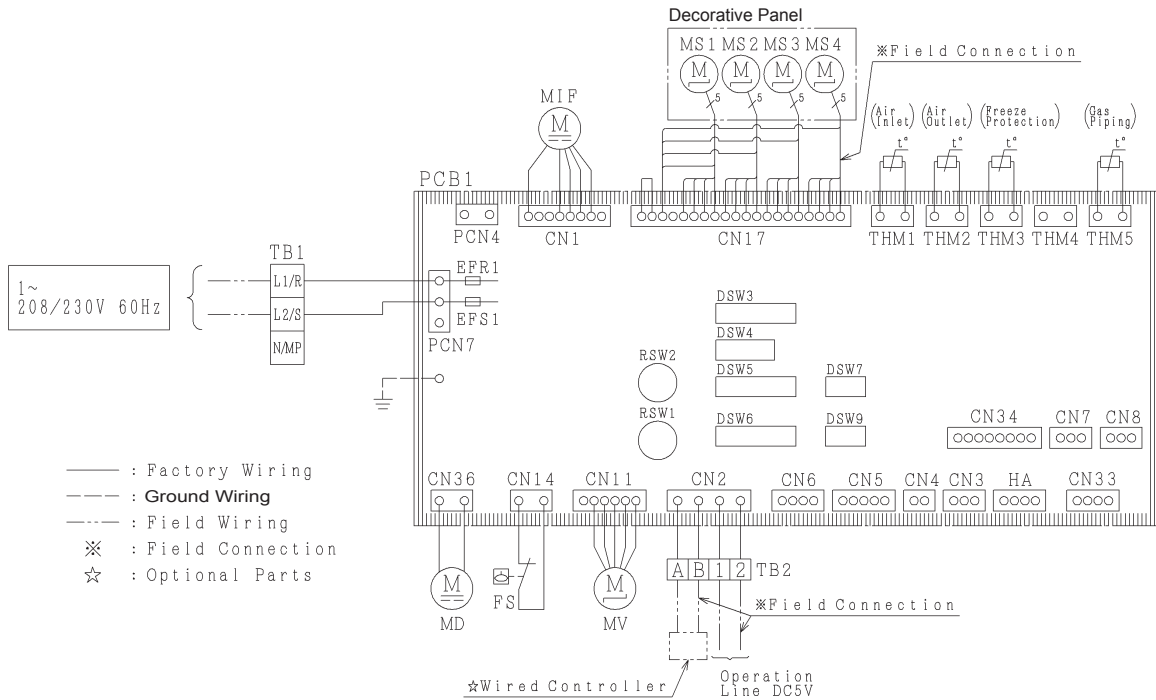 Decorative Panel
MS1 MS2 MS3 MS4
M M M M
5 5 5 5
※Field Connection
MIF
M
(Air Inlet)
(Air Outlet)
(Freeze Protection)
(Gas Piping)
t° t° t° t°
PCB1
PCN4
CN1
CN17
THM1 THM2 THM3 THM4 THM5
TB1
1~
208/230V 60Hz
L1/R
L2/S
N/MP
EFR1
EFS1
PCN7
DSW3
DSW4
RSW2
DSW5
DSW7
RSW1
DSW6
DSW9
CN34 CN7 CN8
: Factory Wiring
: Ground Wiring
: Field Wiring
※ : Field Connection
☆ : Optional Parts
CN36 CN14 CN11 CN2 CN6 CN5 CN4 CN3 HA CN33
A B 1 2 TB2
M
MD
FS
M
MV
※Field Connection
☆Wired Controller
Operation
Line DC5V